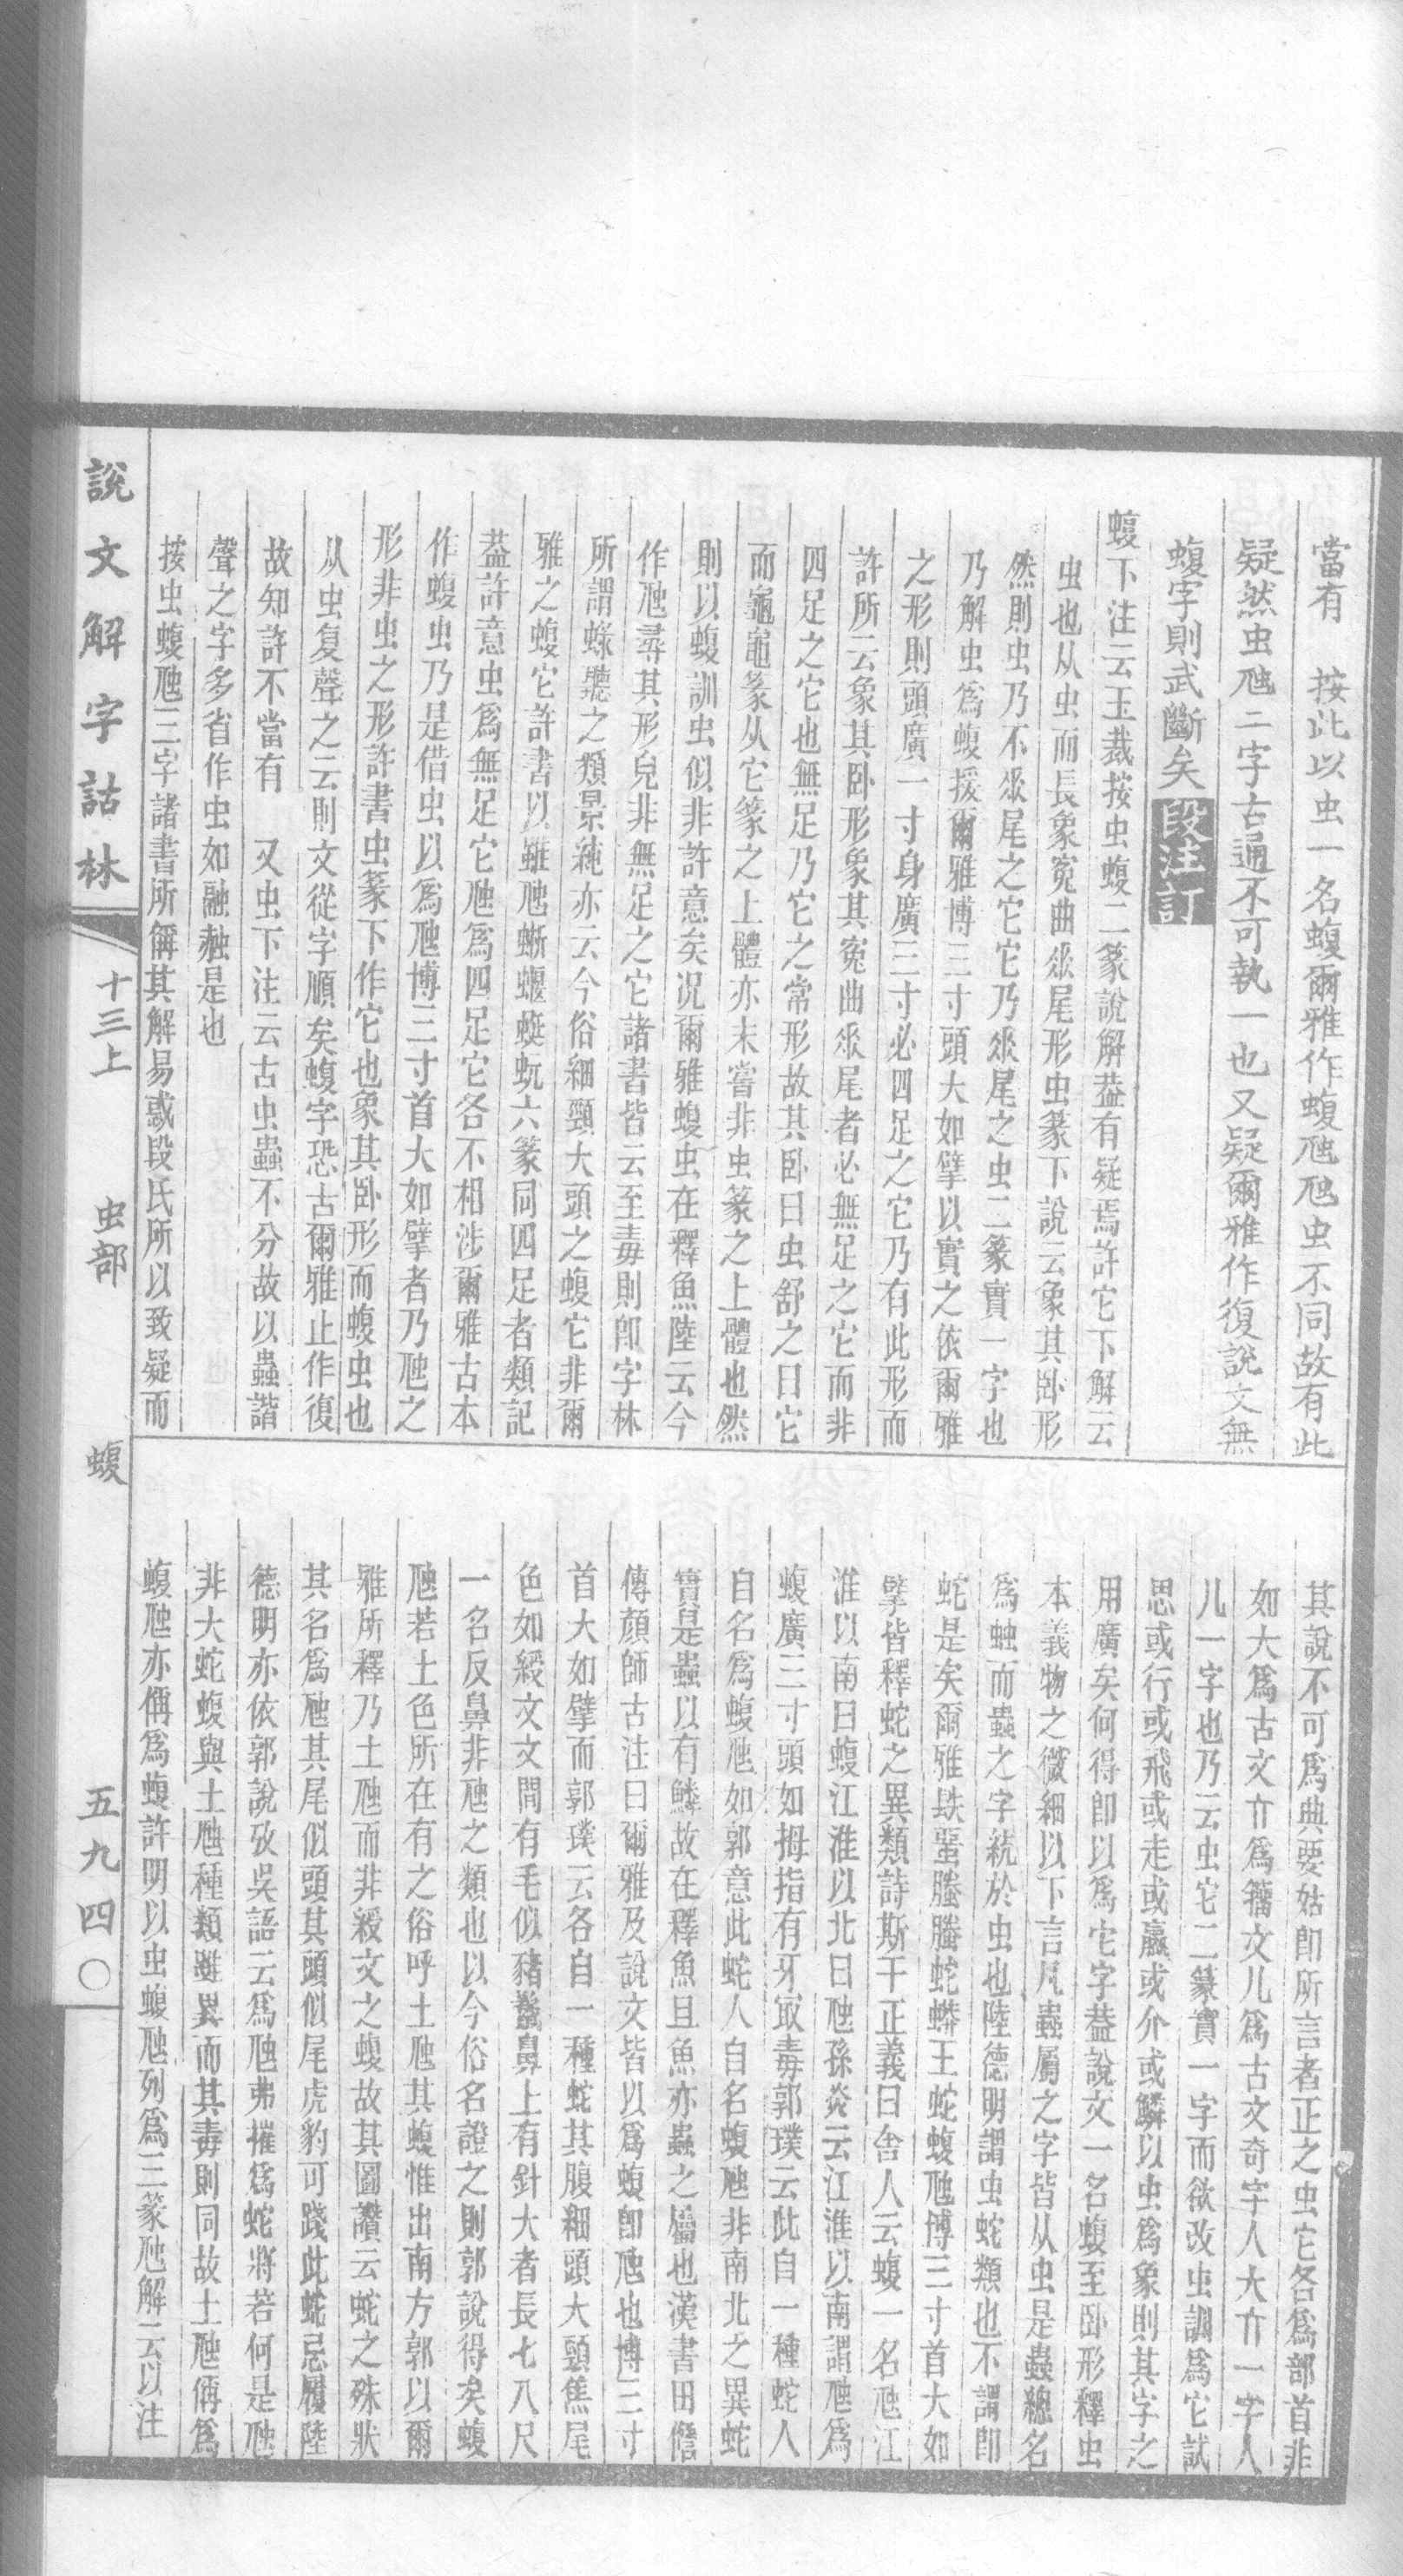 當有　按此以虫一名蝮爾雅作蝮虺虺虫不同故有此
疑然虫虺二字古通不可執一也又疑爾雅作復說文無
蝮字則武斷矣段注訂
蝮下注云玉裁按虫蝮二篆說解葢有疑焉許它下解云
虫也从虫而長象冤曲𠂹尾形虫篆下說云象其卧形
然則虫乃不𠂹尾之它它乃𠂹尾之虫二篆實一字也
乃解虫爲蝮援爾雅博三寸頭大如擘以實之依爾雅
之形則頭廣一寸身廣三寸必四足之它乃有此形而
許所云象其卧形象其冤曲𠂹尾者必無足之它而非
四足之它也無足乃它之常形故其卧曰虫舒之曰它
而龜黽篆从它篆之上體亦未嘗非虫篆之上體也然
則以蝮訓虫似非許意矣况爾雅蝮虫在釋魚陸云今
作虺尋其形皃非無足之它諸書皆云至毒則卽字林
所謂蝝聽之類景純亦云今俗細頸大頭之蝮它非爾
雅之蝮它許書以雖虺蜥蝘蜓蚖六篆同四足者類記
葢許意虫爲無足它虺爲四足它各不相涉爾雅古本
作蝮虫乃是借虫以爲虺博三寸首大如擘者乃虺之
形非虫之形許書虫篆下作它也象其卧形而蝮虫也
从虫复聲之云則文從字順矣蝮字恐古爾雅止作復
故知許不當有　又虫下注云古虫蟲不分故以蟲諧
聲之字多省作虫如融赨是也
按虫蝮虺三字諸書所偁其解易惑段氏所以致疑而
其說不可爲典要姑卽所言者正之虫它各爲部首非
如大爲古文亣爲籒文儿爲古文奇字人大亣一字人
儿一字也乃云虫它二篆實一字而欲改虫訓爲它試
思或行或飛或走或蠃或介或鱗以虫爲象則其字之
用廣矣何得卽以爲它字葢說文一名蝮至卧形釋虫
本義物之微細以下言凡蟲屬之字皆从虫是蟲緫名
爲䖵而蟲之字統於虫也陸德明謂虫蛇類也不謂卽
蛇是矣爾雅镻蝁螣螣蛇蟒王蛇蝮虺博三寸首大如
擘皆釋蛇之異類詩斯干正義曰舍人云蝮一名虺江
淮以南曰蝮江淮以北曰虺孫炎云江淮以南謂虺爲
蝮廣三寸頭如拇指有牙㝡毒郭璞云此自一種蛇人
自名爲蝮虺如郭意此蛇人自名蝮虺非南北之異蛇
實是蟲以有鱗故在釋魚且魚亦蟲之屬也漢書田儋
傳顏師古注曰爾雅及說文皆以爲蝮卽虺也博三寸
首大如擘而郭璞云各自一種蛇其腹細頭大頭焦尾
色如綬文文閒有毛似豬鬣鼻上有針大者長七八尺
一名反鼻非虺之類也以今俗名證之則郭說得矣蝮
虺若土色所在有之俗呼土虺其蝮惟出南方郭以爾
雅所釋乃土虺而非綬文之蝮故其圖讚云蛇之殊狀
其名爲虺其尾似頭其頭似尾虎豹可踐此蛇忌履陸
德明亦依郭說攷吳語云爲虺弗摧爲蛇將若何是虺
非大蛇蝮與土虺種類雖異而其毒則同故土虺偁爲
蝮虺亦偁爲蝮許明以虫蝮虺列爲三篆虺解云以注
說文解字詁林　十三上　虫部　蝮　五九四〇